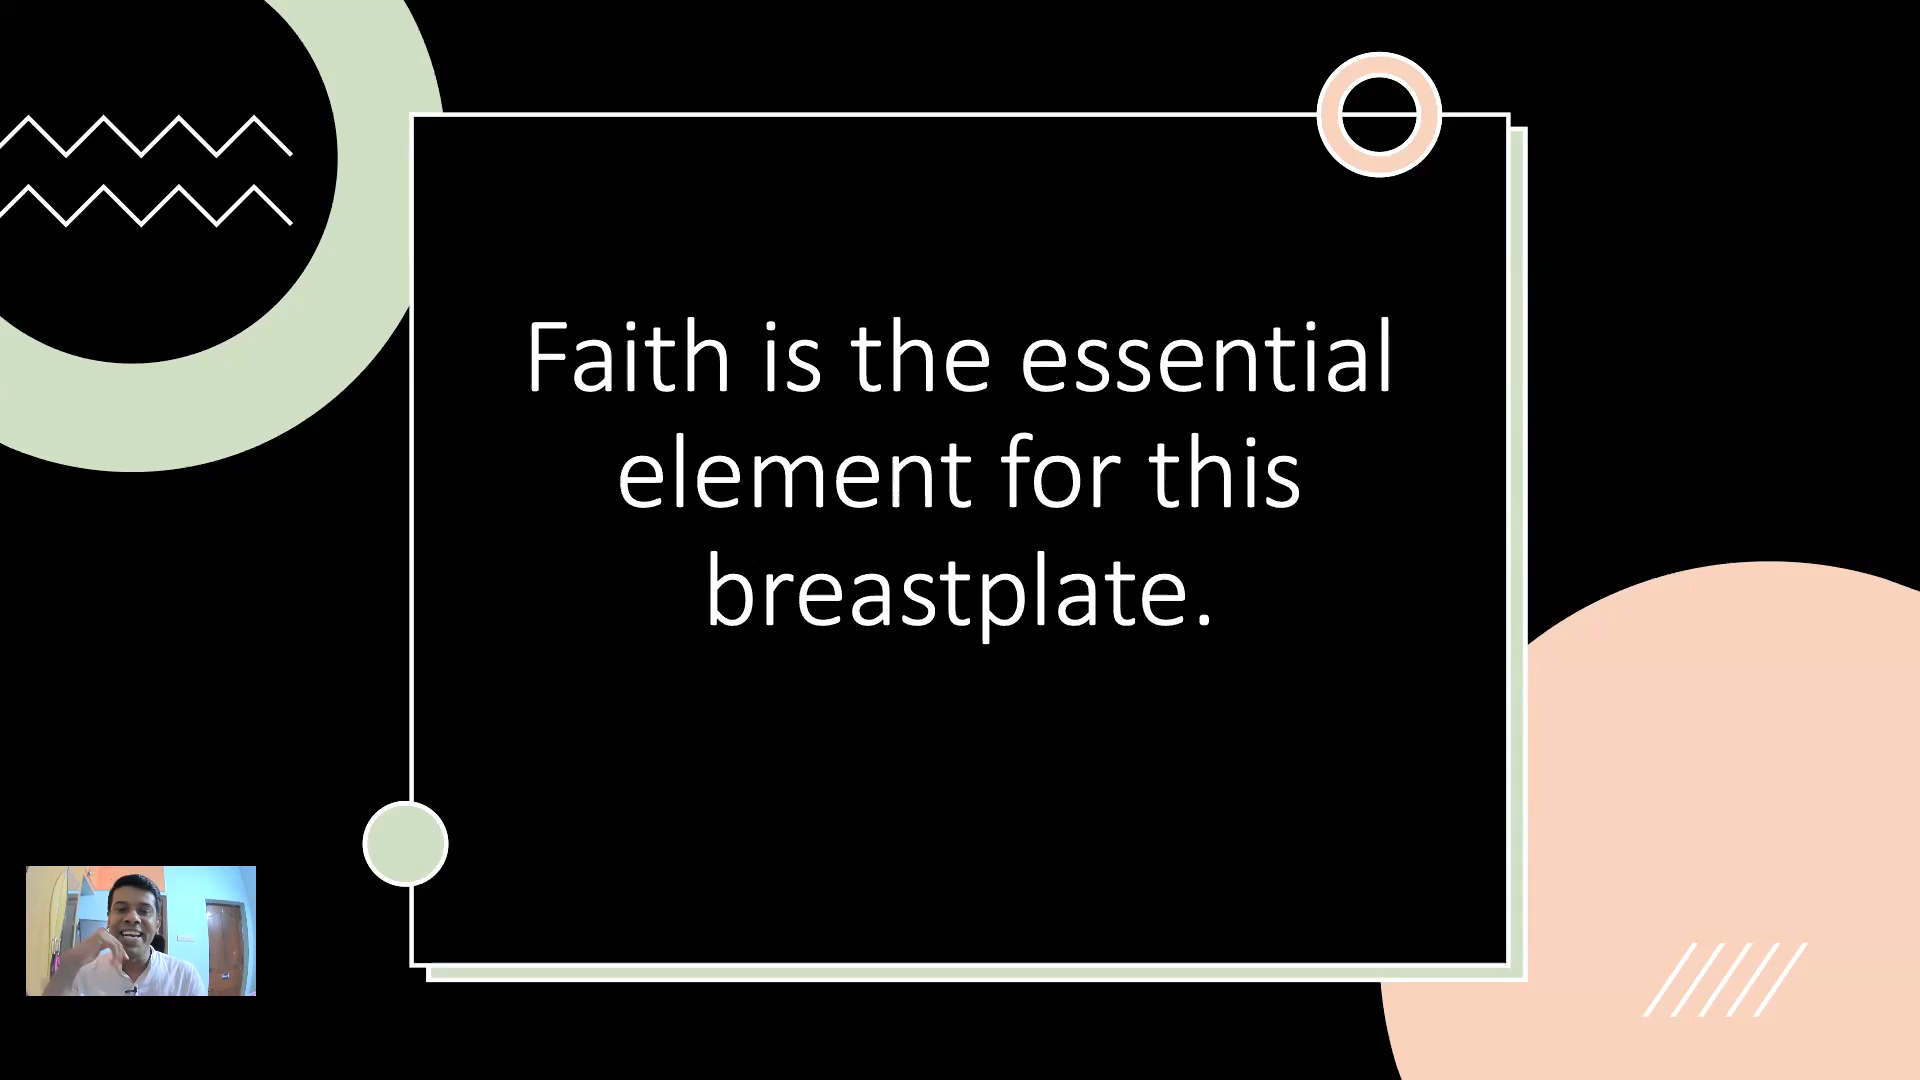 Faith is the essential
element for this
breastplate.